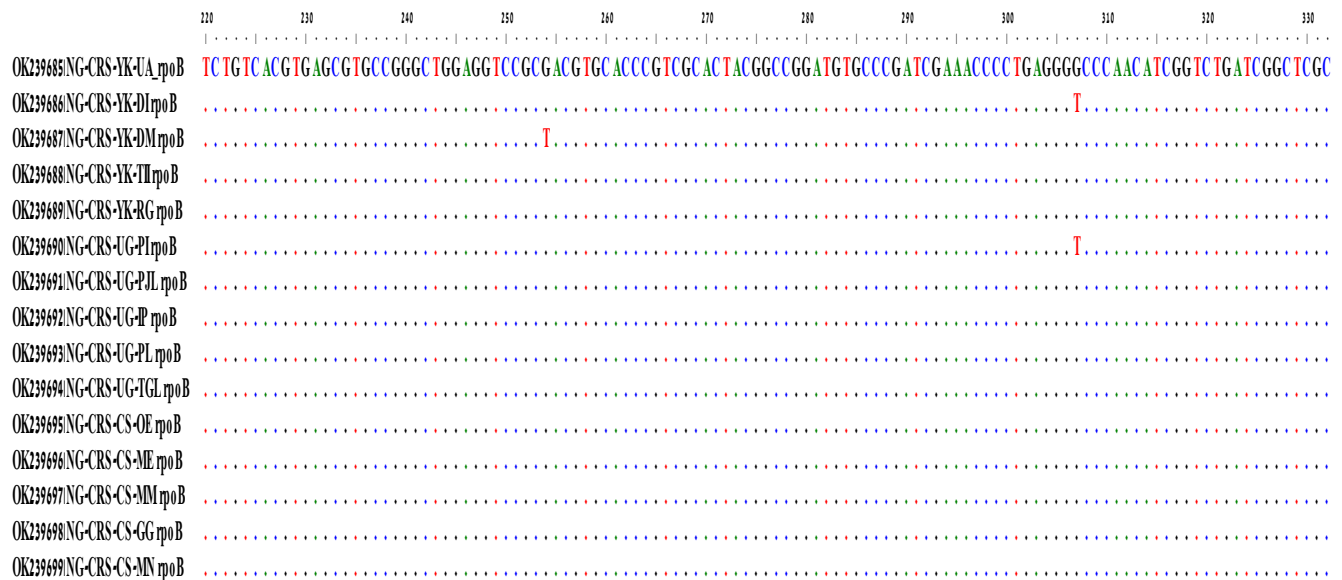 220 230 240 250 260 270 280 290 300 310 320 330
OK239685|NG-CRS-YK-UA_rpoB TCTGTCACGTGAGCGTGCCGGGCTGGAGGTCCGCGACGTGCACCCGTCGCACTACGGCCGGATGTGCCCGATCGAAACCCCTGAGGGGCCCAACATCGGTCTGATCGGCTCGC
OK239686|NG-CRS-YK-DI rpoB T
OK239687|NG-CRS-YK-DM rpoB T
OK239688|NG-CRS-YK-TII rpoB
OK239689|NG-CRS-YK-RG rpoB
OK239690|NG-CRS-UG-PI rpoB T
OK239691|NG-CRS-UG-PJL rpoB
OK239692|NG-CRS-UG-IP rpoB
OK239693|NG-CRS-UG-PL rpoB
OK239694|NG-CRS-UG-TGL rpoB
OK239695|NG-CRS-CS-OE rpoB
OK239696|NG-CRS-CS-ME rpoB
OK239697|NG-CRS-CS-MM rpoB
OK239698|NG-CRS-CS-GG rpoB
OK239699|NG-CRS-CS-MN rpoB